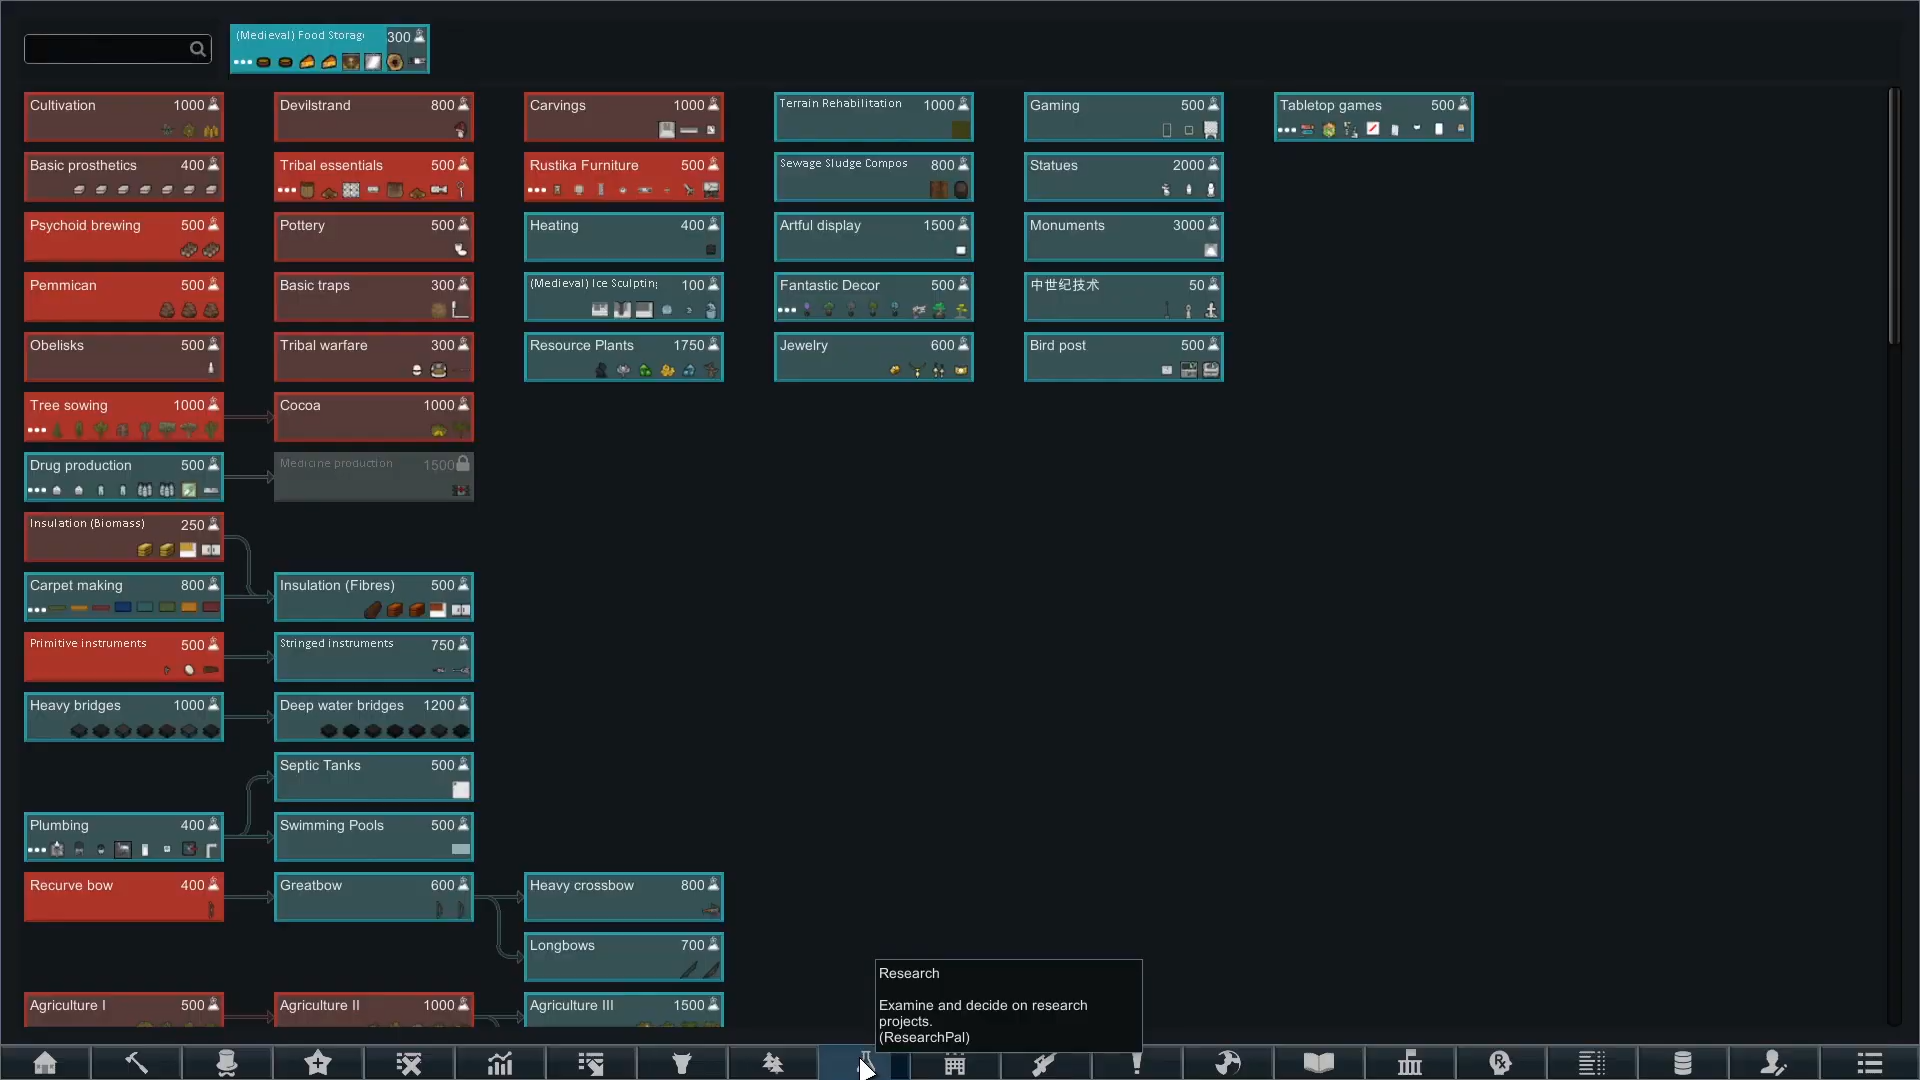 (Medieval) Food Storag 300
Cultivation 1000
Devilstrand 800
Carvings 1000
Terrain Rehabilitation 1000
Gaming 500
Tabletop games 500
Basic prosthetics 400
Tribal essentials 500
Rustika Furniture 500
Sewage Sludge Compos 800
Statues 2000
Psychoid brewing 500
Pottery 500
Heating 400
Artful display 1500
Monuments 3000
Pemmican 500
Basic traps 300
(Medieval) Ice Sculptin 100
Fantastic Decor 500
中世纪技术 50
Obelisks 500
Tribal warfare 300
Resource Plants 1750
Jewelry 600
Bird post 500
Tree sowing 1000
Cocoa 1000
Drug production 500
Medicine production 1500
Insulation (Biomass) 250
Carpet making 800
Insulation (Fibres) 500
Primitive instruments 500
Stringed instruments 750
Heavy bridges 1000
Deep water bridges 1200
Septic Tanks 500
Plumbing 400
Swimming Pools 500
Recurve bow 400
Greatbow 600
Heavy crossbow 800
Longbows 700
Agriculture I 500
Agriculture II 1000
Agriculture III 1500
Research
Examine and decide on research
projects.
(ResearchPal)